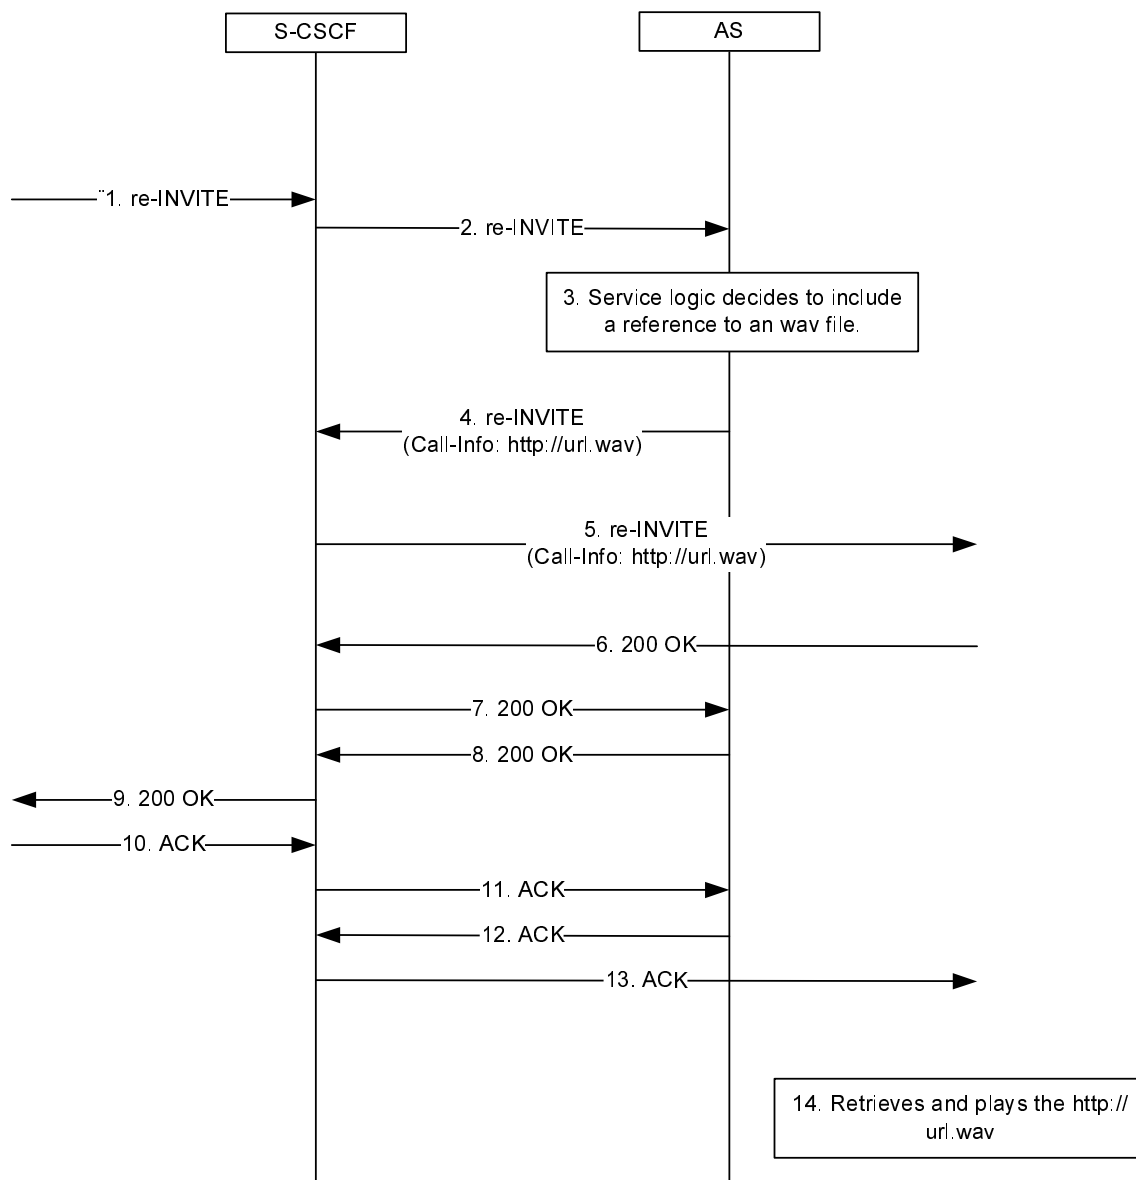 S-CSCF
AS
¨1. re-INVITE
2. re-INVITE
3. Service logic decides to include
a reference to an wav file.
4. re-INVITE
(Call-Info: http://url.wav)
5. re-INVITE
(Call-Info: http://url.wav)
6. 200 OK
7. 200 OK
8. 200 OK
9. 200 OK
10. ACK
11. ACK
12. ACK
13. ACK
14. Retrieves and plays the http://
url.wav